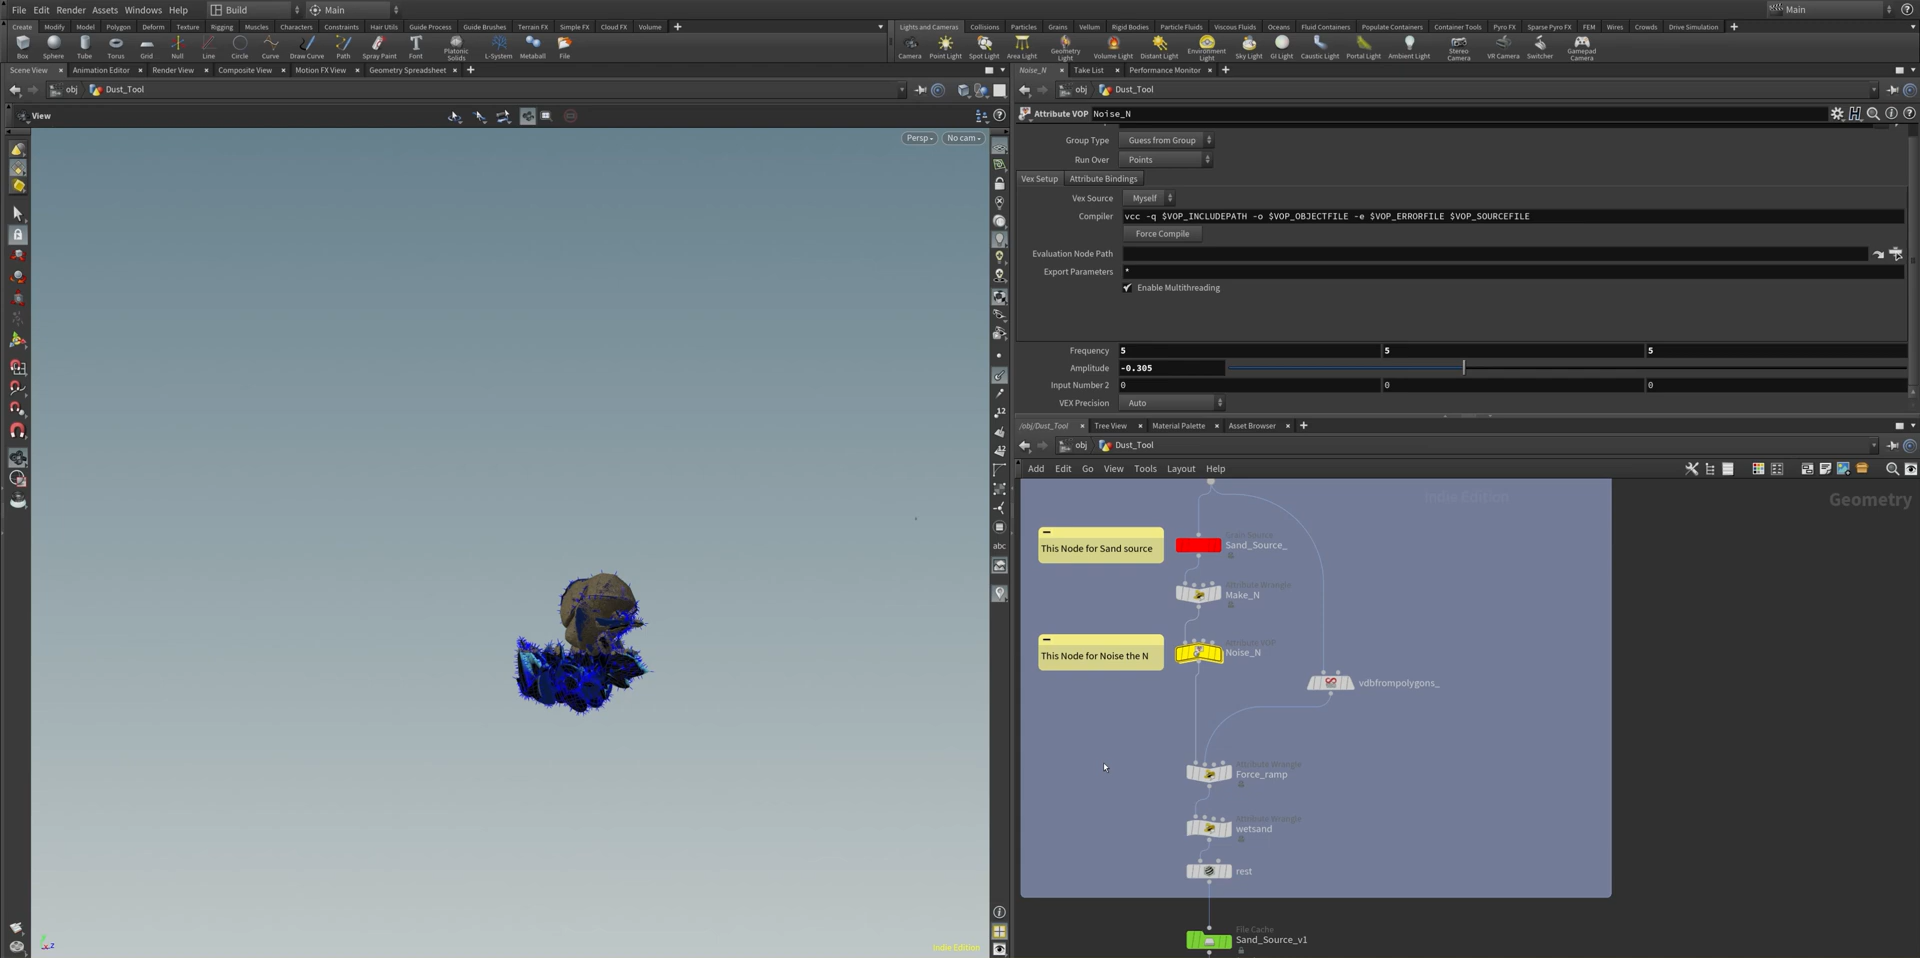 File Edit Render Assets Windows Help Build Main Main
Create Modify Model Polygon Deform Texture Rigging Muscles Characters Constraints Hair Utils Guide Process Terrain FX Simple FX Cloud FX Volume
Lights and Cameras Collisions Particles Grains Vellum Rigid Bodies Particle Fluids Viscous Fluids Oceans Fluid Containers Populate Containers Container Tools Pyro FX Sparse Pyro FX FEM Wires Crowds Drive Simulation
Box Sphere Tube Torus Grid Null Line Circle Curve Draw Curve Path Spray Paint Font Platonic Solids L-System Metaball File
Camera Point Light Spot Light Area Light Geometry Light Volume Light Distant Light Environment Light Sky Light GI Light Caustic Light Portal Light Ambient Light Stereo Camera VR Camera Switcher Gamepad Camera
Scene View Animation Editor Render View Composite View Motion FX View Geometry Spreadsheet
obj Dust_Tool
View
Persp No cam
abc
Indie Edition
Noise_N Take List Performance Monitor
obj Dust_Tool
Attribute VOP Noise_N
Group Type Guess from Group
Run Over Points
Vex Setup Attribute Bindings
Vex Source Myself
Compiler vcc -q $VOP_INCLUDEPATH -o $VOP_OBJECTFILE -e $VOP_ERRORFILE $VOP_SOURCEFILE
Force Compile
Evaluation Node Path
Export Parameters *
Enable Multithreading
Frequency 5 5 5
Amplitude -0.305
Input Number 2 0 0 0
VEX Precision Auto
/obj/Dust_Tool Tree View Material Palette Asset Browser
obj Dust_Tool
Add Edit Go View Tools Layout Help
Indie Edition
Geometry
This Node for Sand source
Sand_Source_
Attribute Wrangle
Make_N
This Node for Noise the N
Attribute VOP
Noise_N
vdbfrompolygons_
Attribute Wrangle
Force_ramp
Attribute Wrangle
wetsand
rest
File Cache
Sand_Source_v1